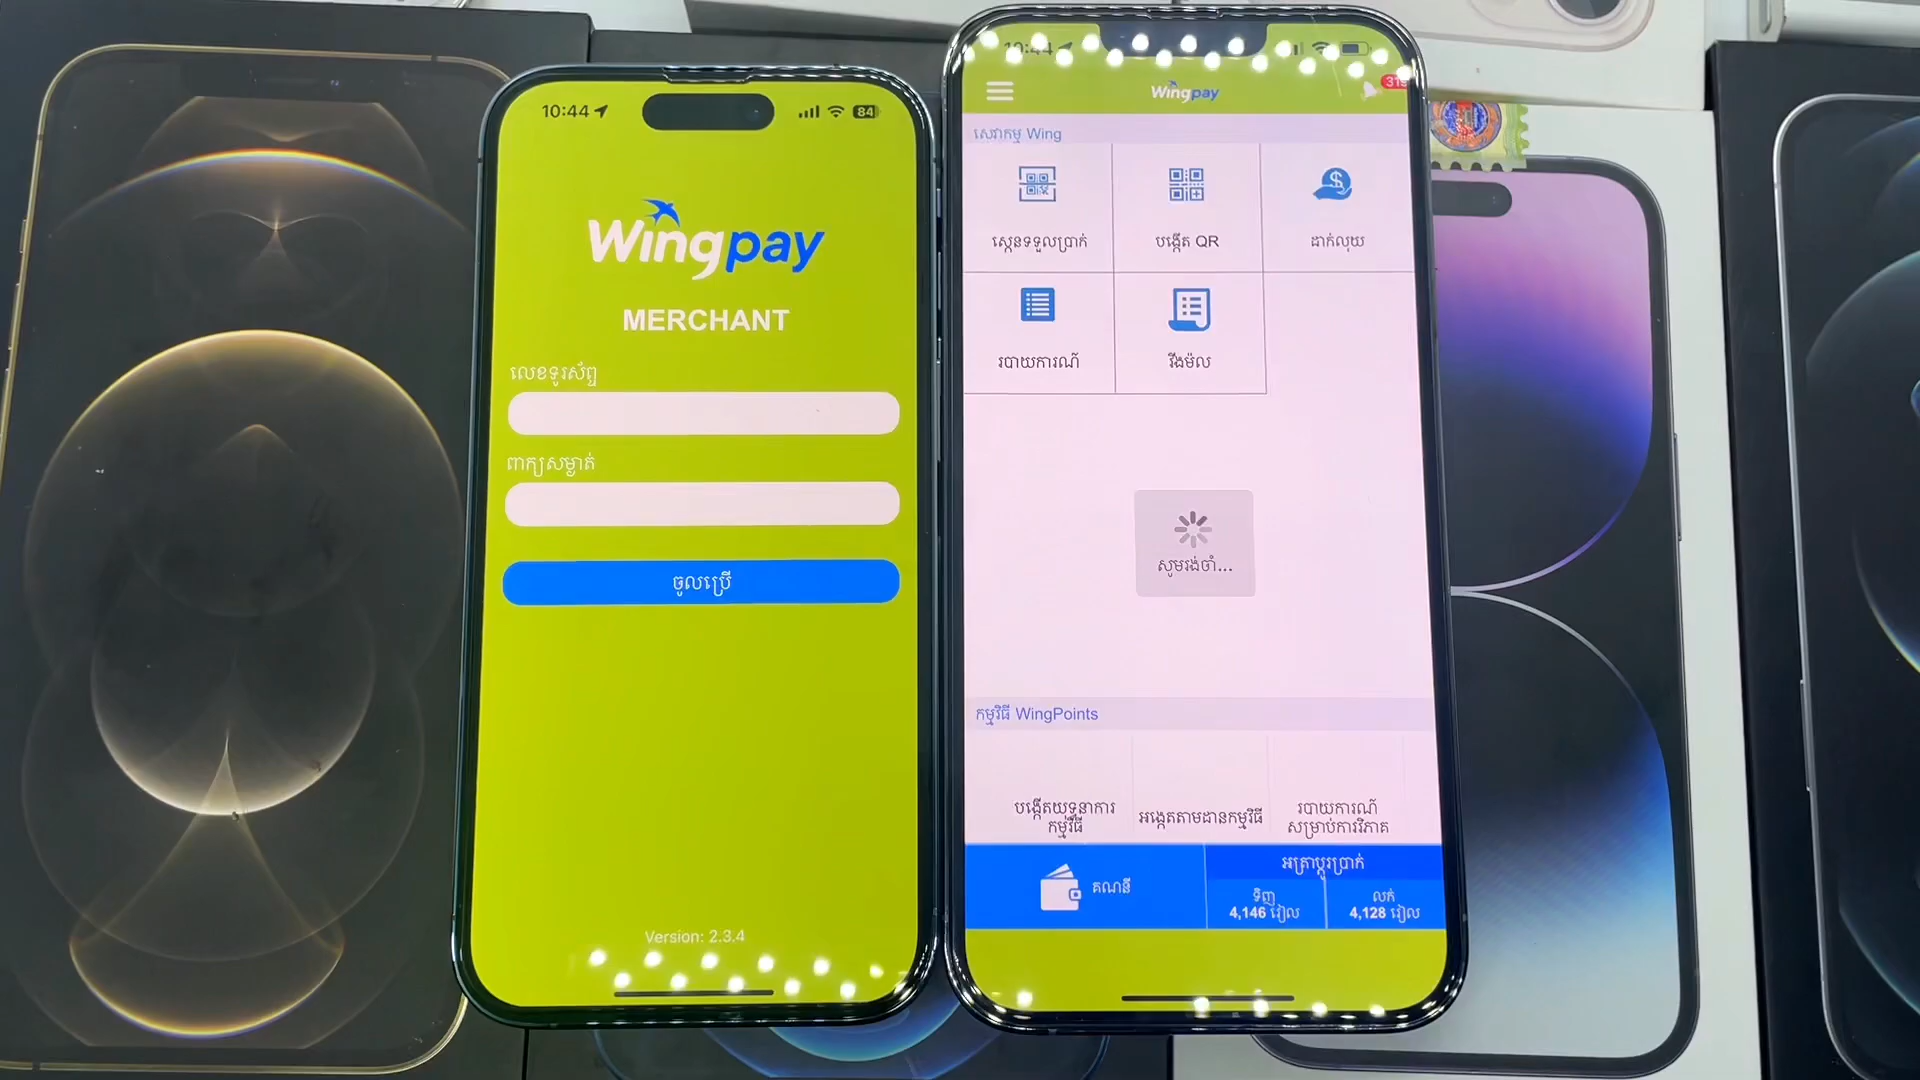 10:44
84
Wingpay
MERCHANT
លេខទូរស័ព្ទ
ពាក្យសម្ងាត់
ចូលប្រើ
Version: 2.3.4
10:44
Wingpay
សេវាកម្ម Wing
ស្កេនទទួលប្រាក់
បង្កើត QR
ដាក់លុយ
របាយការណ៍
វីងម៉ល
សូមរង់ចាំ...
កម្មវិធី WingPoints
បង្កើតយុទ្ធនាការ
កម្មវិធី
អង្កេតតាមដានកម្មវិធី
របាយការណ៍
សម្រាប់ការវិភាគ
គណនី
អត្រាប្តូរប្រាក់
ទិញ
4,146 រៀល
លក់
4,128 រៀល